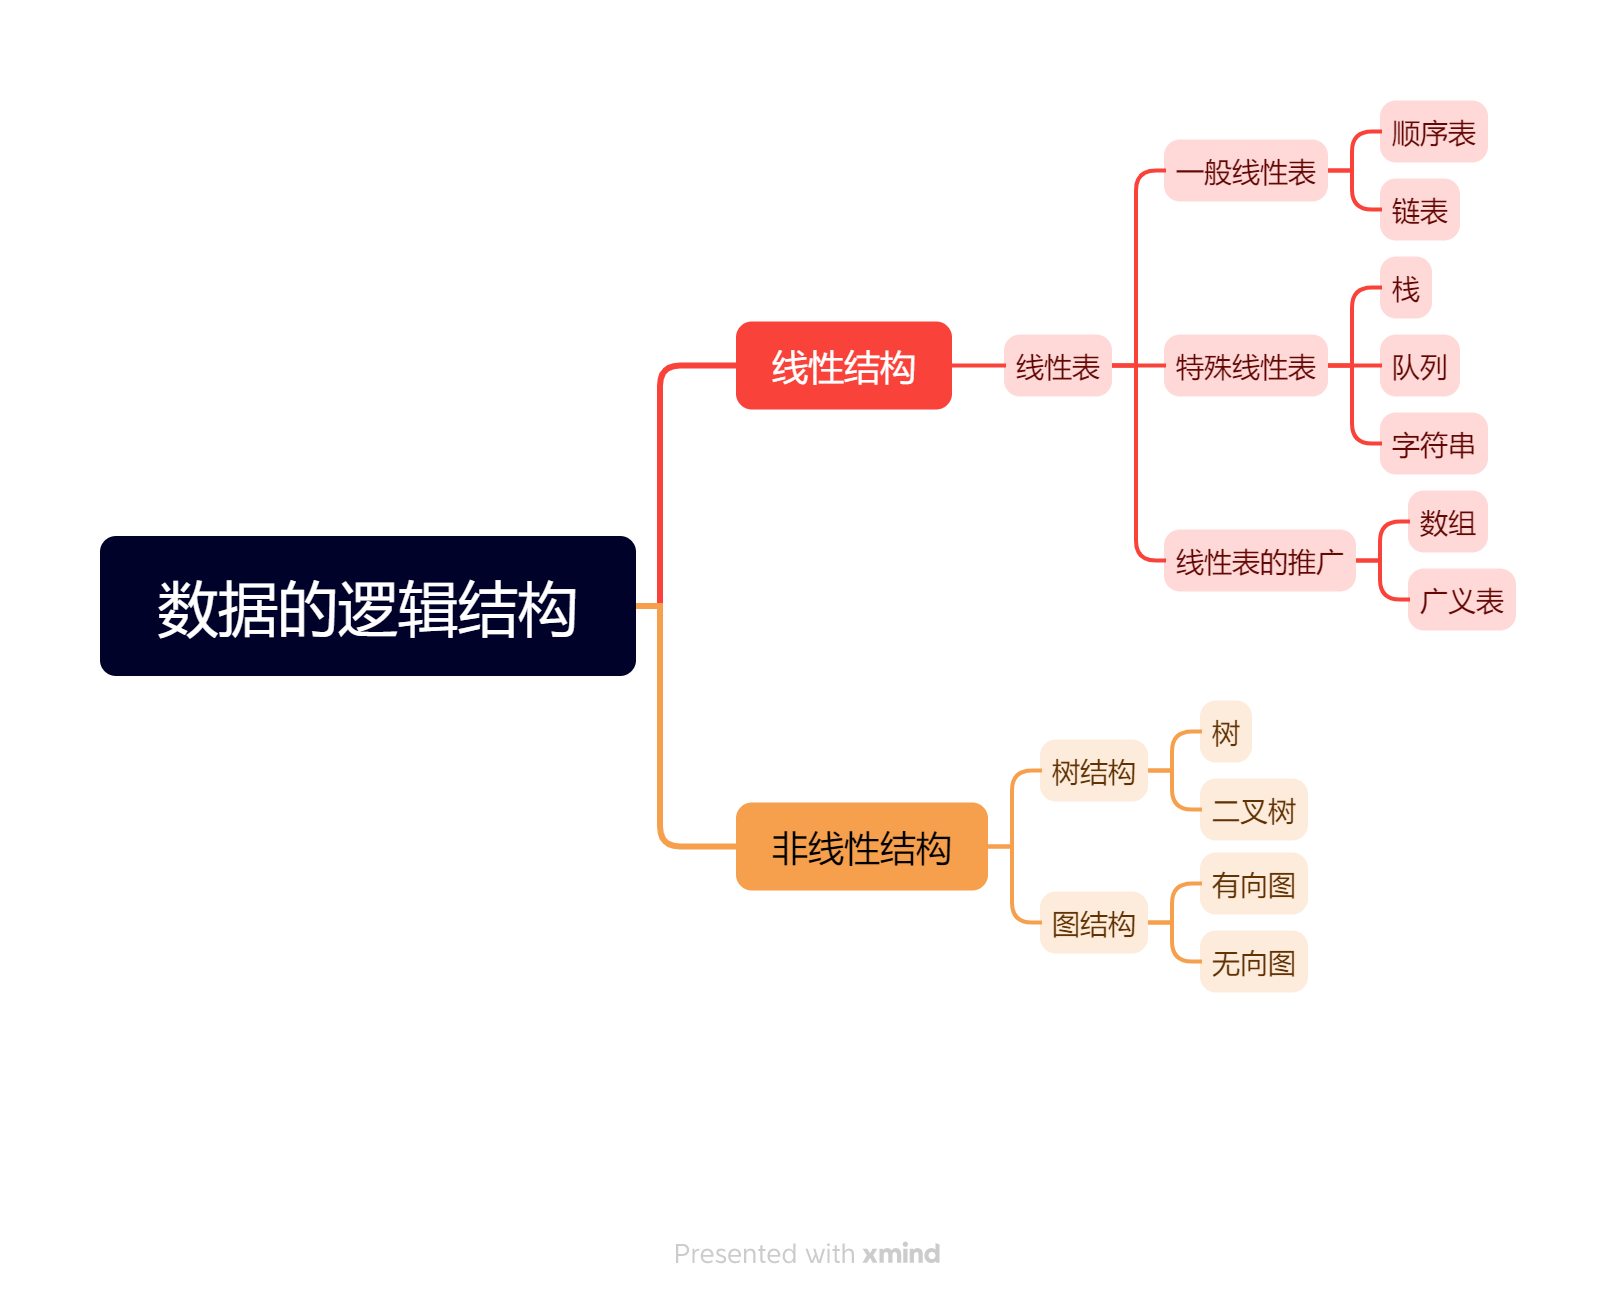 数据的逻辑结构
线性结构
线性表
一般线性表
顺序表
链表
特殊线性表
栈
队列
字符串
线性表的推广
数组
广义表
非线性结构
树结构
树
二叉树
图结构
有向图
无向图
Presented with xmind